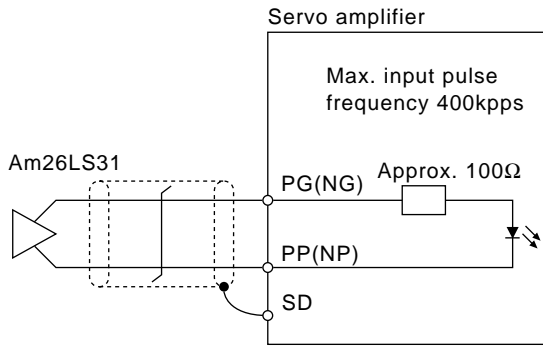 Servo amplifier
Max. input pulse
frequency 400kpps
Am26LS31
PG(NG)
Approx. 100Ω
PP(NP)
SD